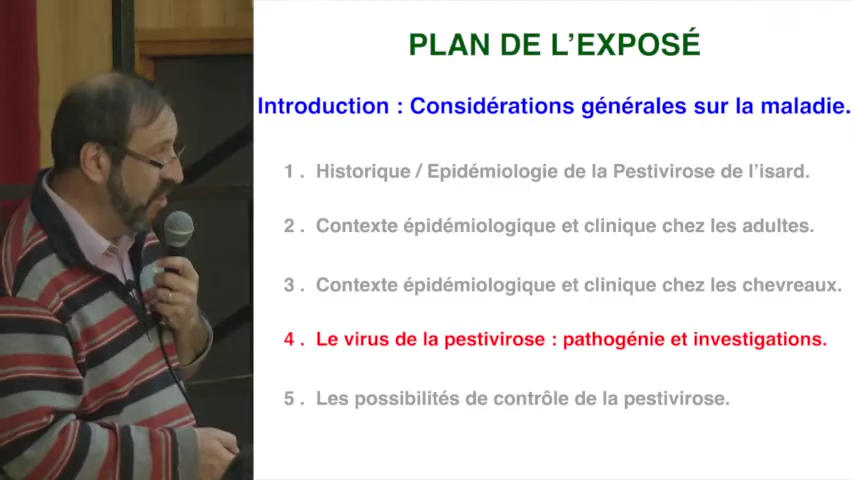 PLAN DE L'EXPOSÉ
Introduction : Considérations générales sur la maladie.
1 . Historique / Epidémiologie de la Pestivirose de l'isard.
2 . Contexte épidémiologique et clinique chez les adultes.
3 . Contexte épidémiologique et clinique chez les chevreaux.
4 . Le virus de la pestivirose : pathogénie et investigations.
5 . Les possibilités de contrôle de la pestivirose.